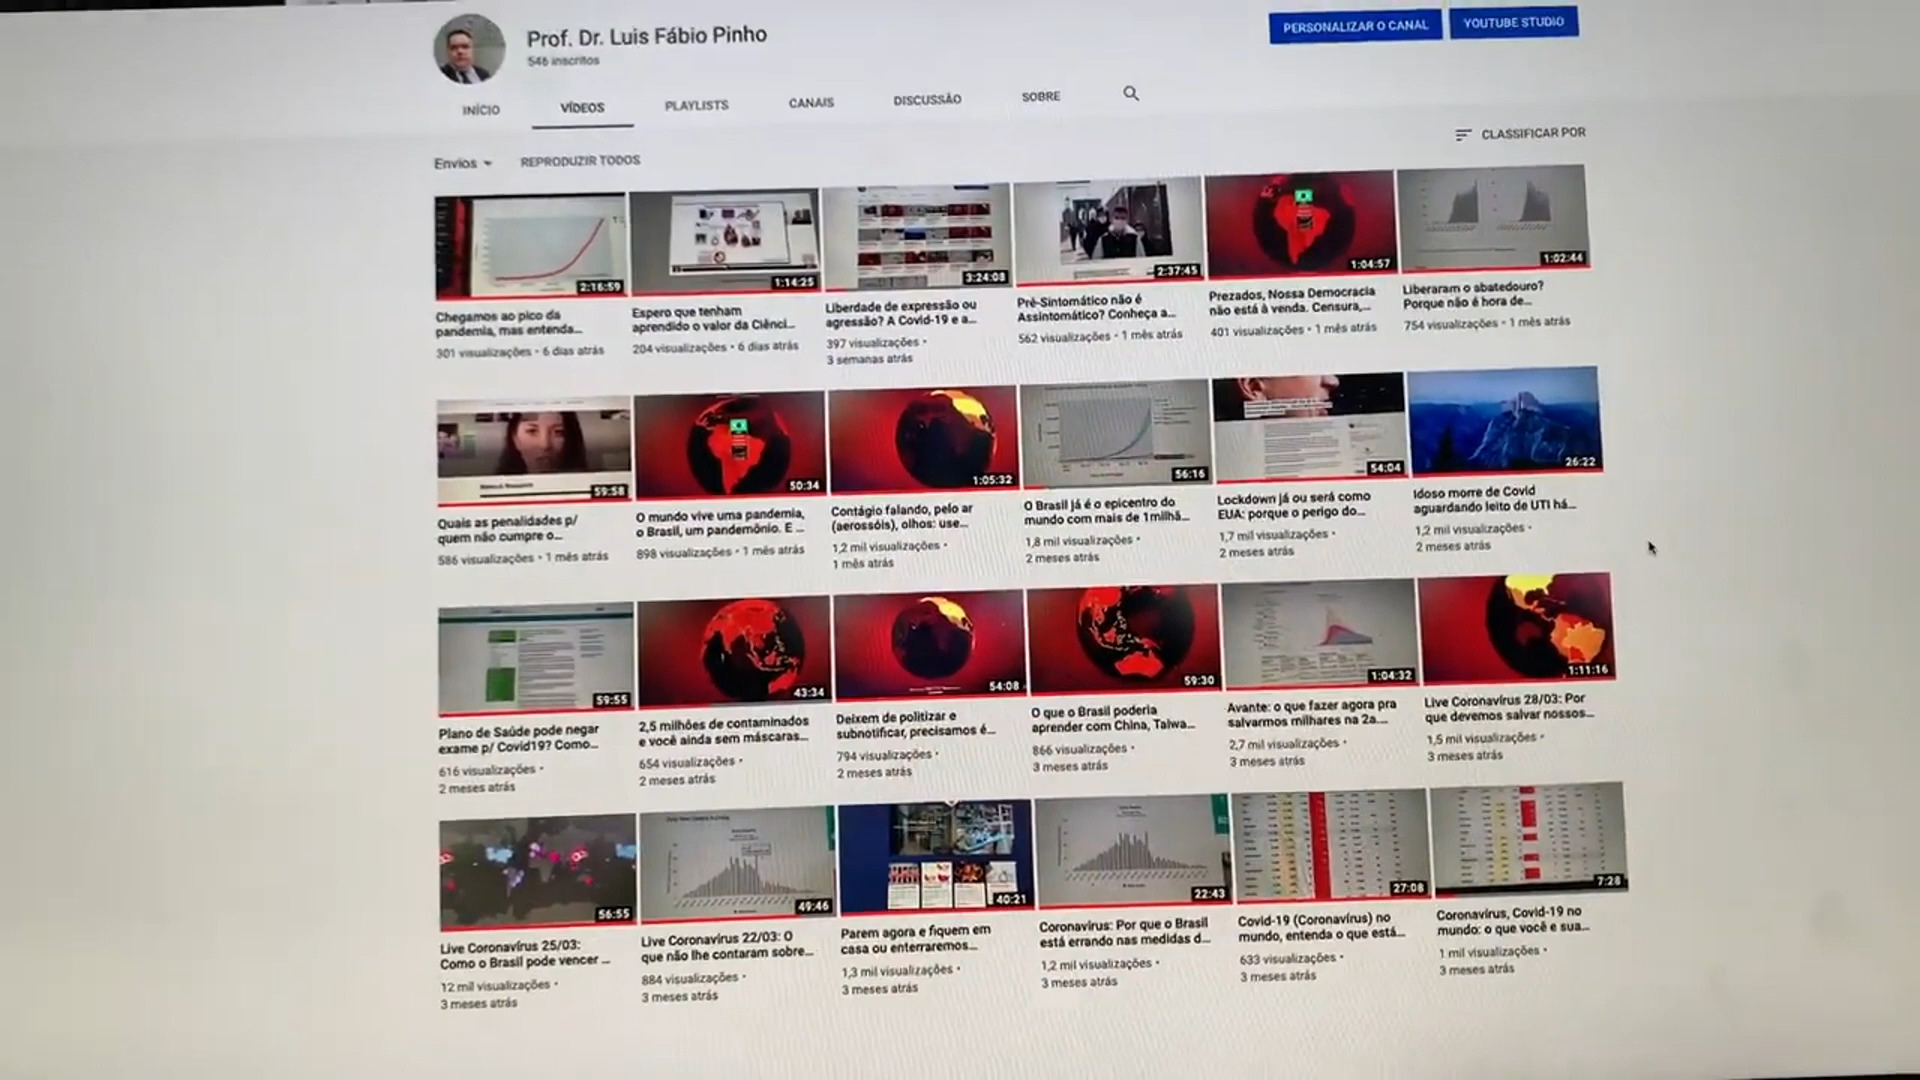 Prof. Dr. Luis Fábio Pinho
546 inscritos
PERSONALIZAR O CANAL
YOUTUBE STUDIO
INÍCIO
VÍDEOS
PLAYLISTS
CANAIS
DISCUSSÃO
SOBRE
CLASSIFICAR POR
Envios
REPRODUZIR TODOS
2:16:59
1:14:25
3:24:08
2:37:45
1:04:57
1:02:44
Chegamos ao pico da
pandemia, mas entenda...
301 visualizações • 6 dias atrás
Espero que tenham
aprendido o valor da Ciênci...
204 visualizações • 6 dias atrás
Liberdade de expressão ou
agressão? A Covid-19 e a...
397 visualizações •
3 semanas atrás
Pré-Sintomático não é
Assintomático? Conheça a...
562 visualizações • 1 mês atrás
Prezados, Nossa Democracia
não está à venda. Censura,...
401 visualizações • 1 mês atrás
Liberaram o abatedouro?
Porque não é hora de...
754 visualizações • 1 mês atrás
59:58
50:34
1:05:32
56:16
54:04
26:22
Quais as penalidades p/
quem não cumpre o...
586 visualizações • 1 mês atrás
O mundo vive uma pandemia,
o Brasil, um pandemônio. E ...
898 visualizações • 1 mês atrás
Contágio falando, pelo ar
(aerossóis), olhos: use...
1,2 mil visualizações •
1 mês atrás
O Brasil já é o epicentro do
mundo com mais de 1milhã...
1,8 mil visualizações •
2 meses atrás
Lockdown já ou será como
EUA: porque o perigo do...
1,7 mil visualizações •
2 meses atrás
Idoso morre de Covid
aguardando leito de UTI há...
1,2 mil visualizações •
2 meses atrás
59:55
43:34
54:08
59:30
1:04:32
1:11:16
Plano de Saúde pode negar
exame p/ Covid19? Como...
616 visualizações •
2 meses atrás
2,5 milhões de contaminados
e você ainda sem máscaras...
654 visualizações •
2 meses atrás
Deixem de politizar e
subnotificar, precisamos é...
794 visualizações •
2 meses atrás
O que o Brasil poderia
aprender com China, Taiwa...
866 visualizações •
3 meses atrás
Avante: o que fazer agora pra
salvarmos milhares na 2a....
2,7 mil visualizações •
3 meses atrás
Live Coronavírus 28/03: Por
que devemos salvar nossos...
1,5 mil visualizações •
3 meses atrás
56:55
49:46
40:21
22:43
27:08
7:28
Live Coronavírus 25/03:
Como o Brasil pode vencer ...
12 mil visualizações •
3 meses atrás
Live Coronavírus 22/03: O
que não lhe contaram sobre...
884 visualizações •
3 meses atrás
Parem agora e fiquem em
casa ou enterraremos...
1,3 mil visualizações •
3 meses atrás
Coronavírus: Por que o Brasil
está errando nas medidas d...
1,2 mil visualizações •
3 meses atrás
Covid-19 (Coronavírus) no
mundo, entenda o que está...
633 visualizações •
3 meses atrás
Coronavírus, Covid-19 no
mundo: o que você e sua...
1 mil visualizações •
3 meses atrás